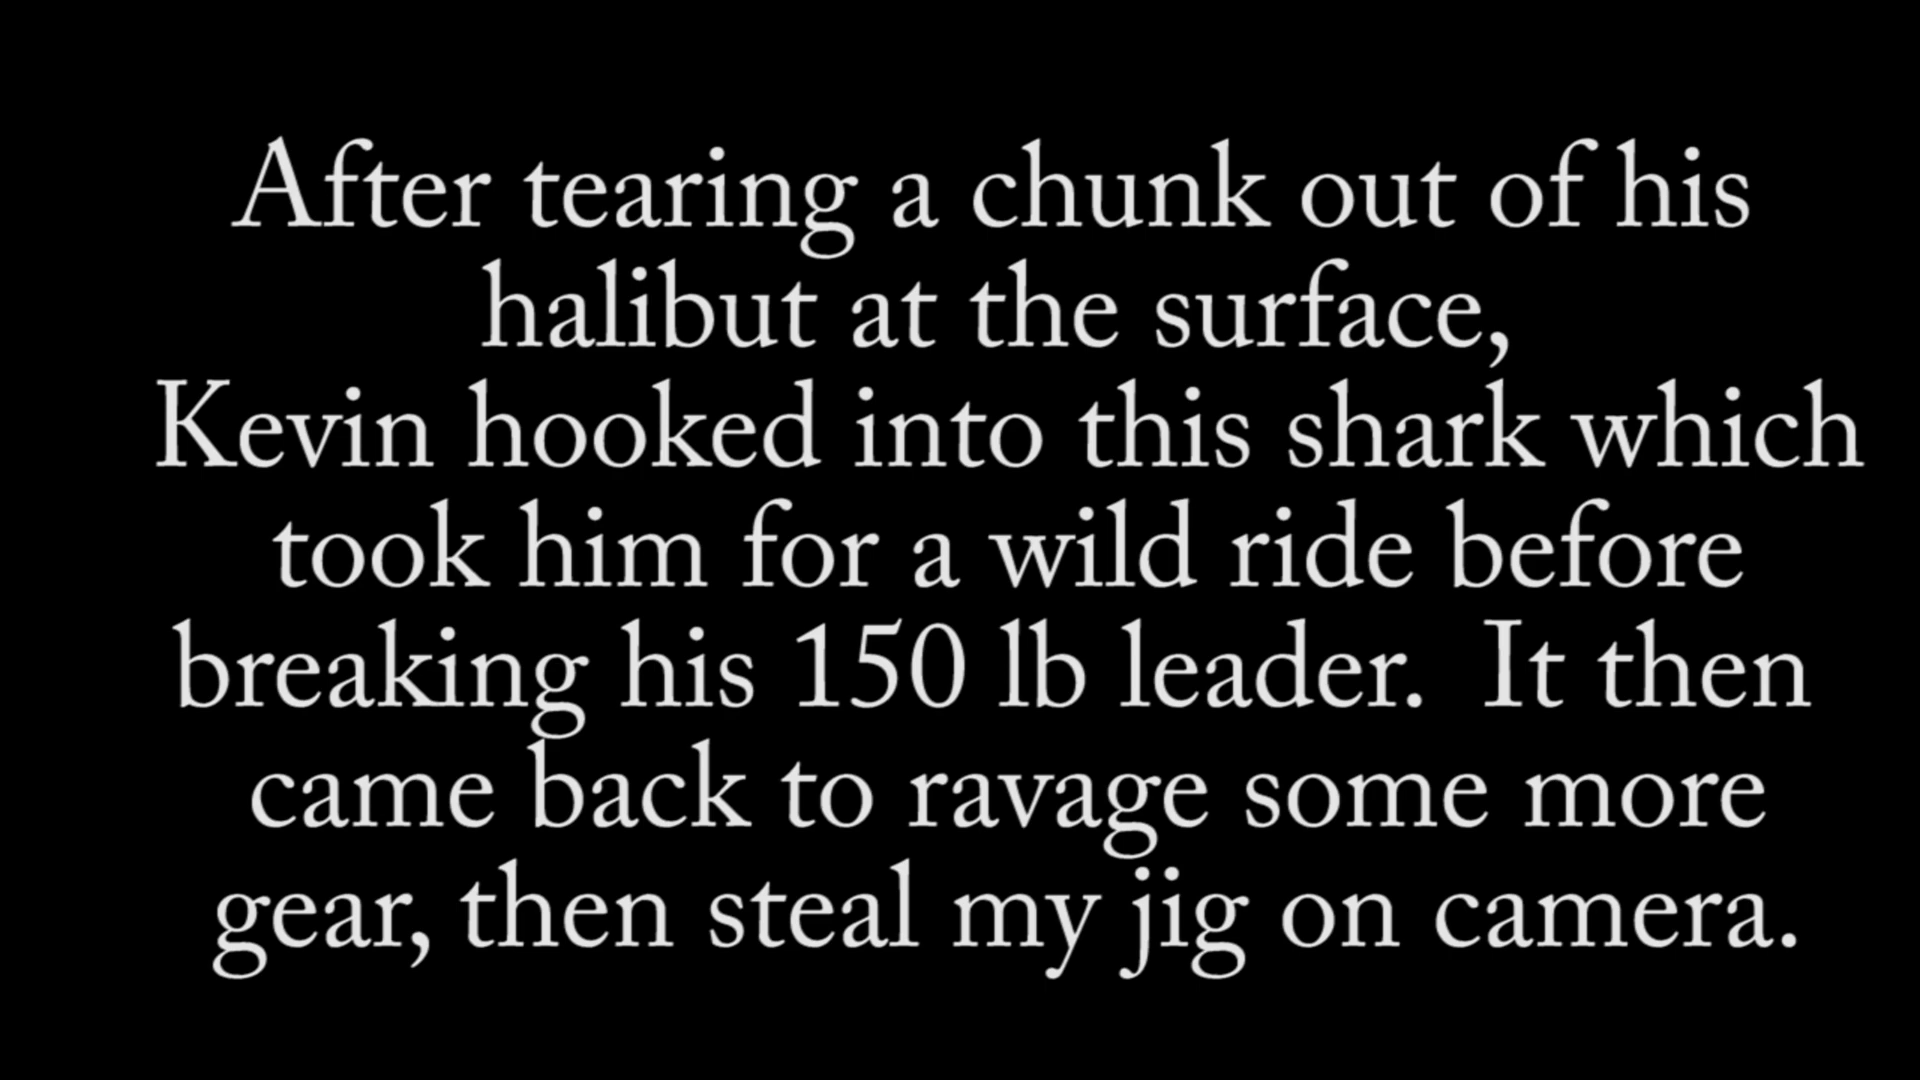 After tearing a chunk out of his
halibut at the surface,
Kevin hooked into this shark which
took him for a wild ride before
breaking his 150 lb leader.  It then
came back to ravage some more
gear, then steal my jig on camera.